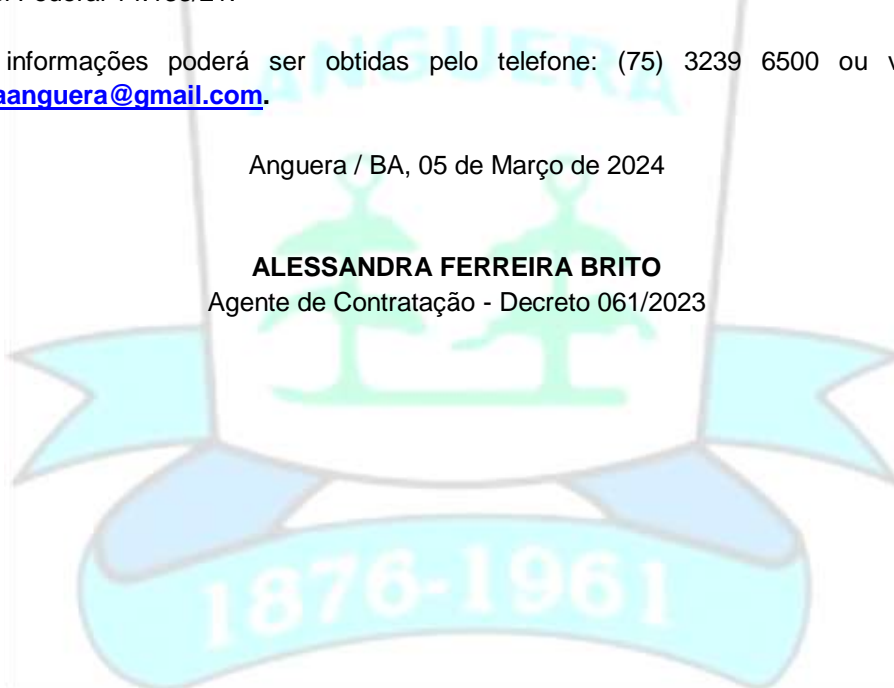 informações poderá ser obtidas pelo telefone: (75) 3239 6500 ou
aanguera@gmail.com.
ANGUERA
Anguera / BA, 05 de Março de 2024
ALESSANDRA FERREIRA BRITO
Agente de Contratação - Decreto 061/2023
1876-1961